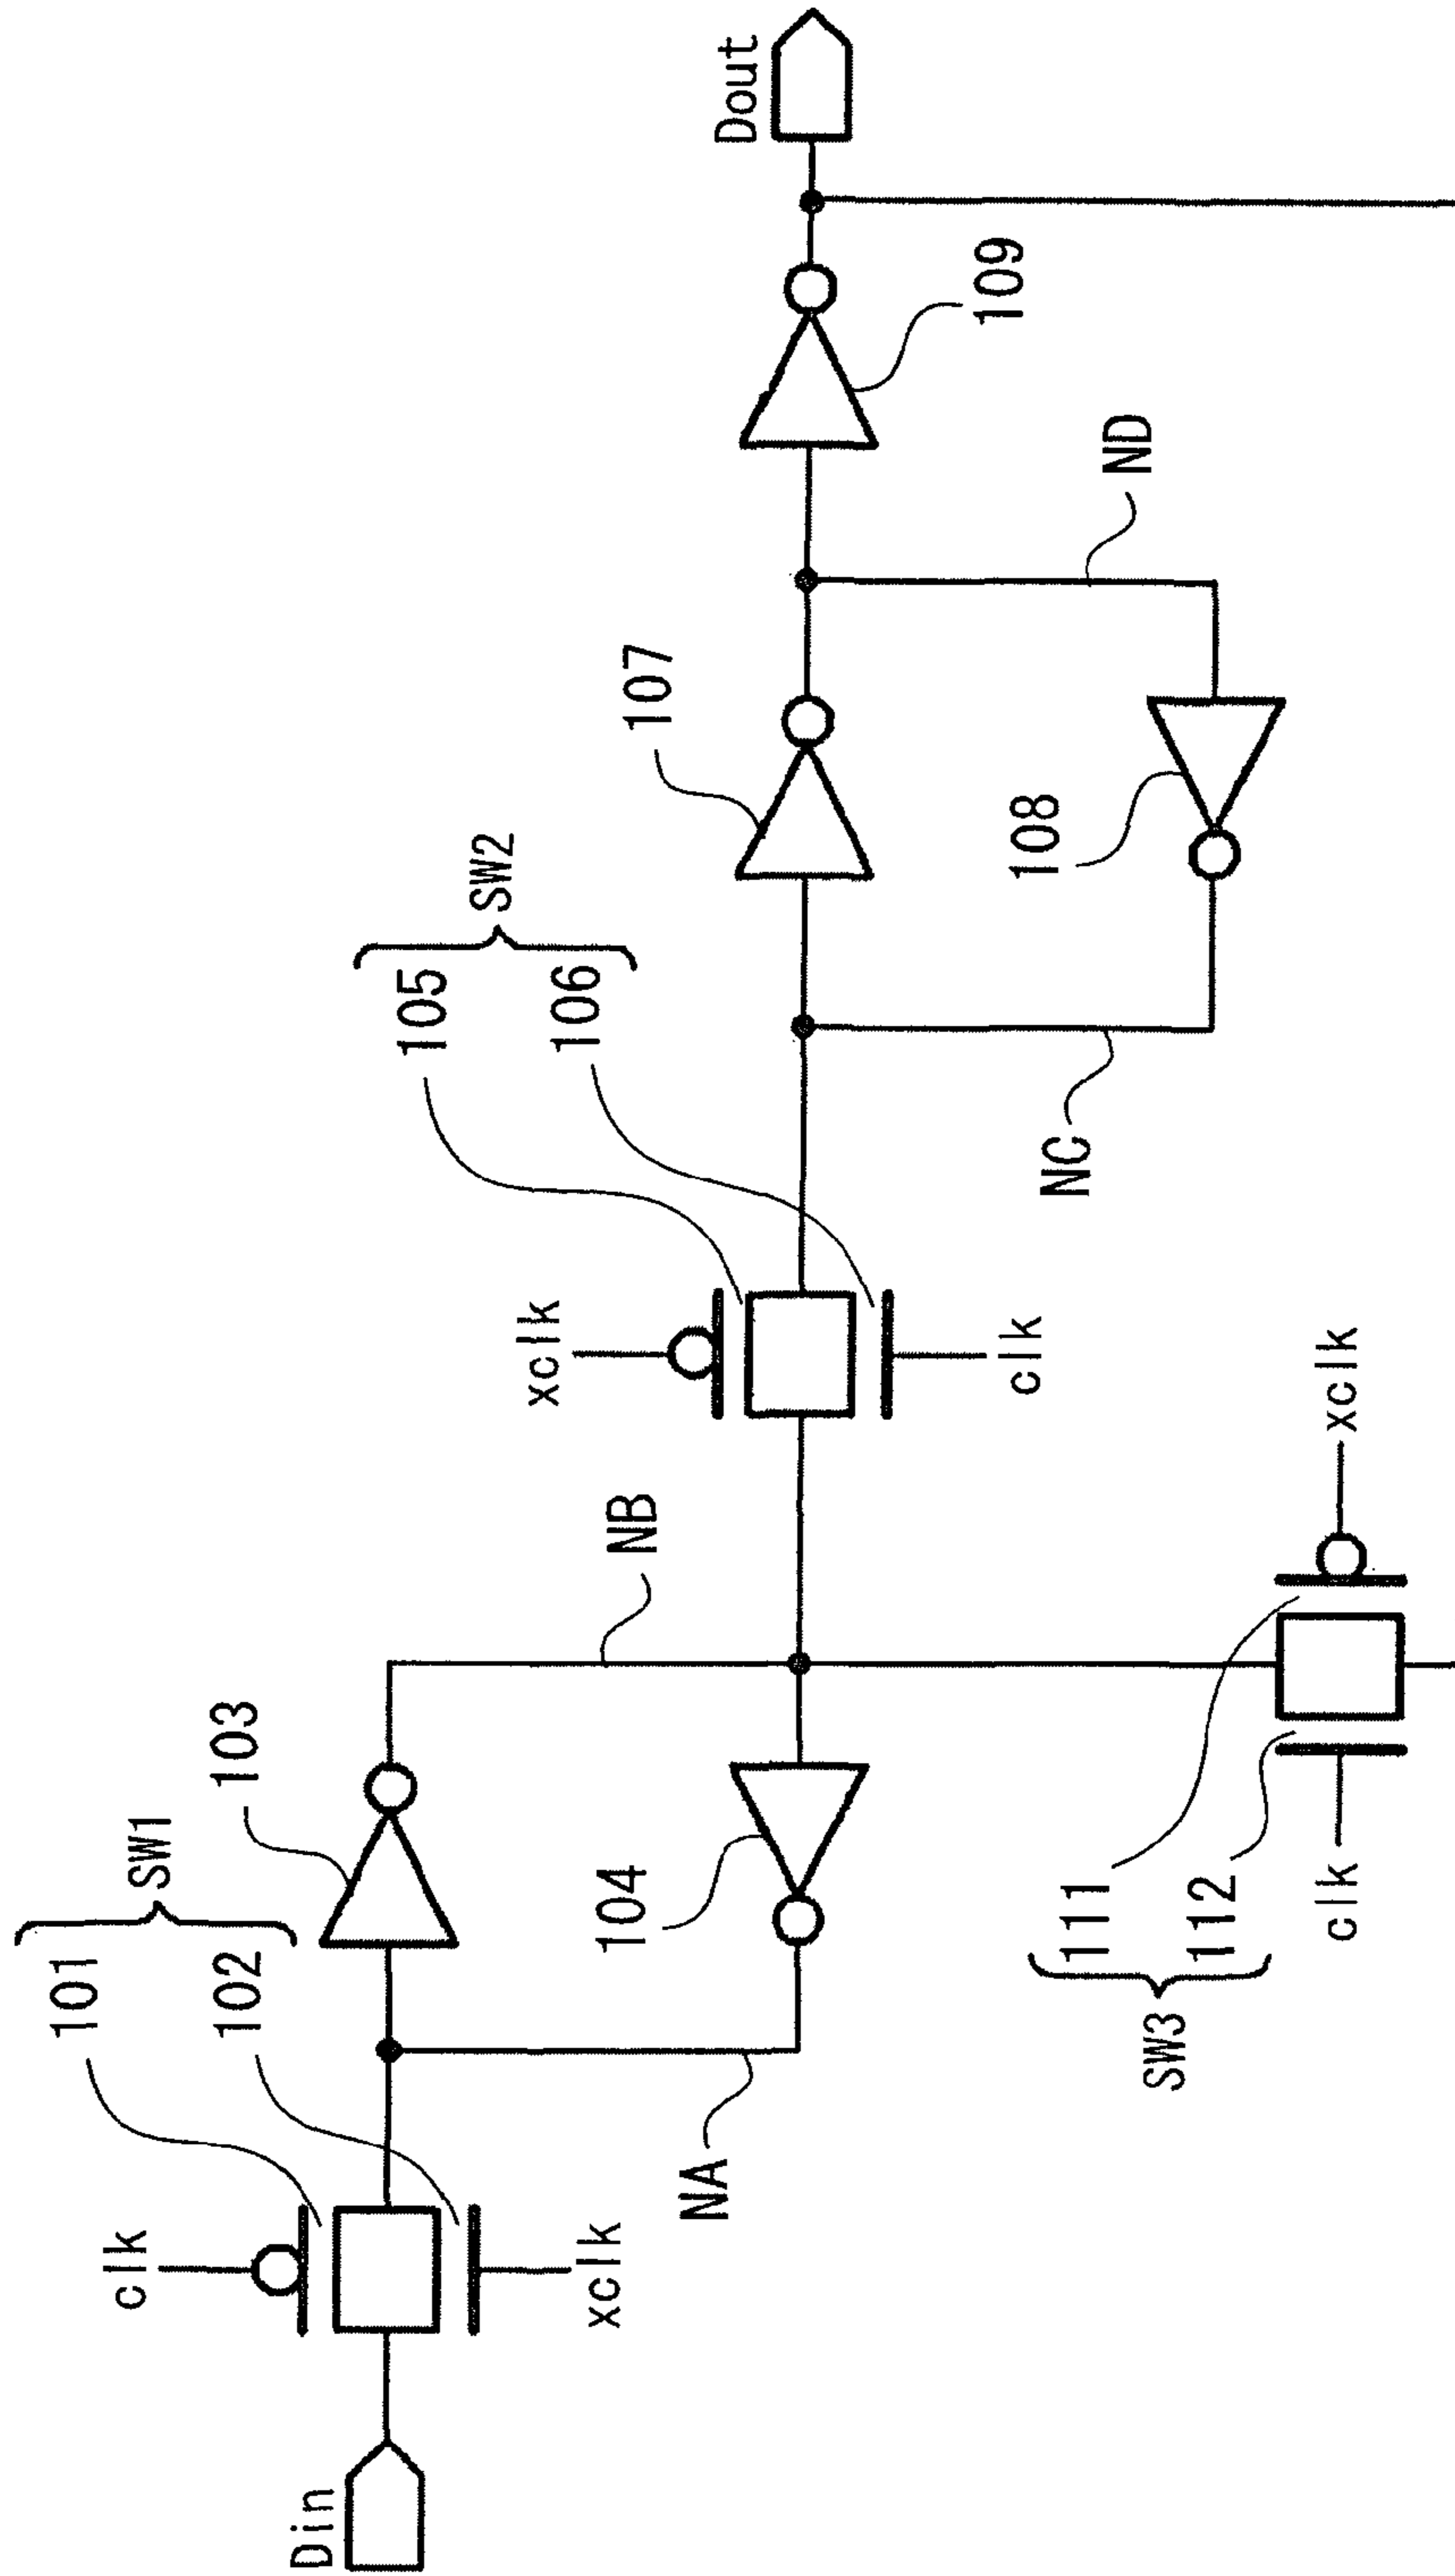 Din
clk
xclk
101
102
SW1
103
NA
104
NB
SW3
111
112
clk
xclk
xclk
clk
105
106
SW2
NC
107
108
ND
109
Dout